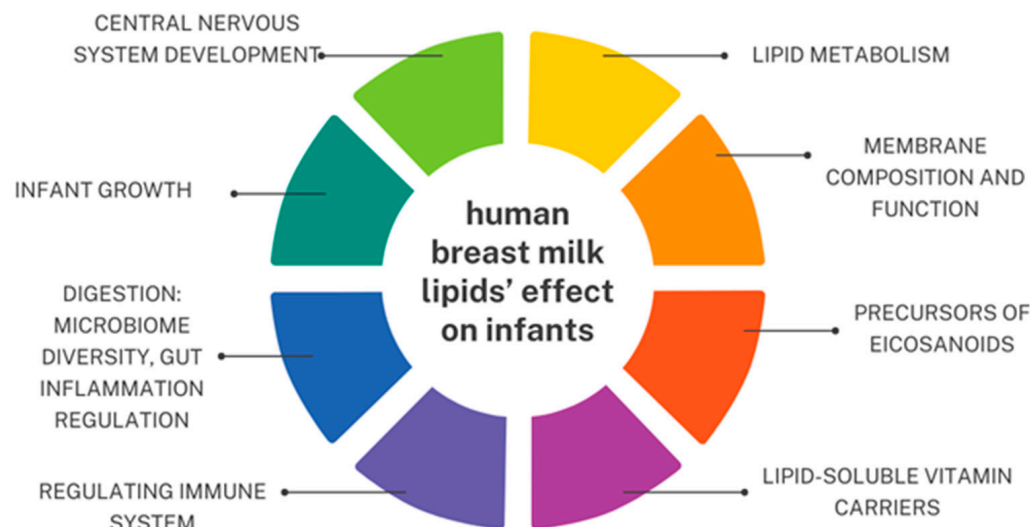 CENTRAL NERVOUS
SYSTEM DEVELOPMENT
LIPID METABOLISM
MEMBRANE
COMPOSITION AND
FUNCTION
INFANT GROWTH
human
breast milk
lipids’ effect
on infants
DIGESTION:
MICROBIOME
DIVERSITY, GUT
INFLAMMATION
REGULATION
PRECURSORS OF
EICOSANOIDS
REGULATING IMMUNE
SYSTEM
LIPID-SOLUBLE VITAMIN
CARRIERS